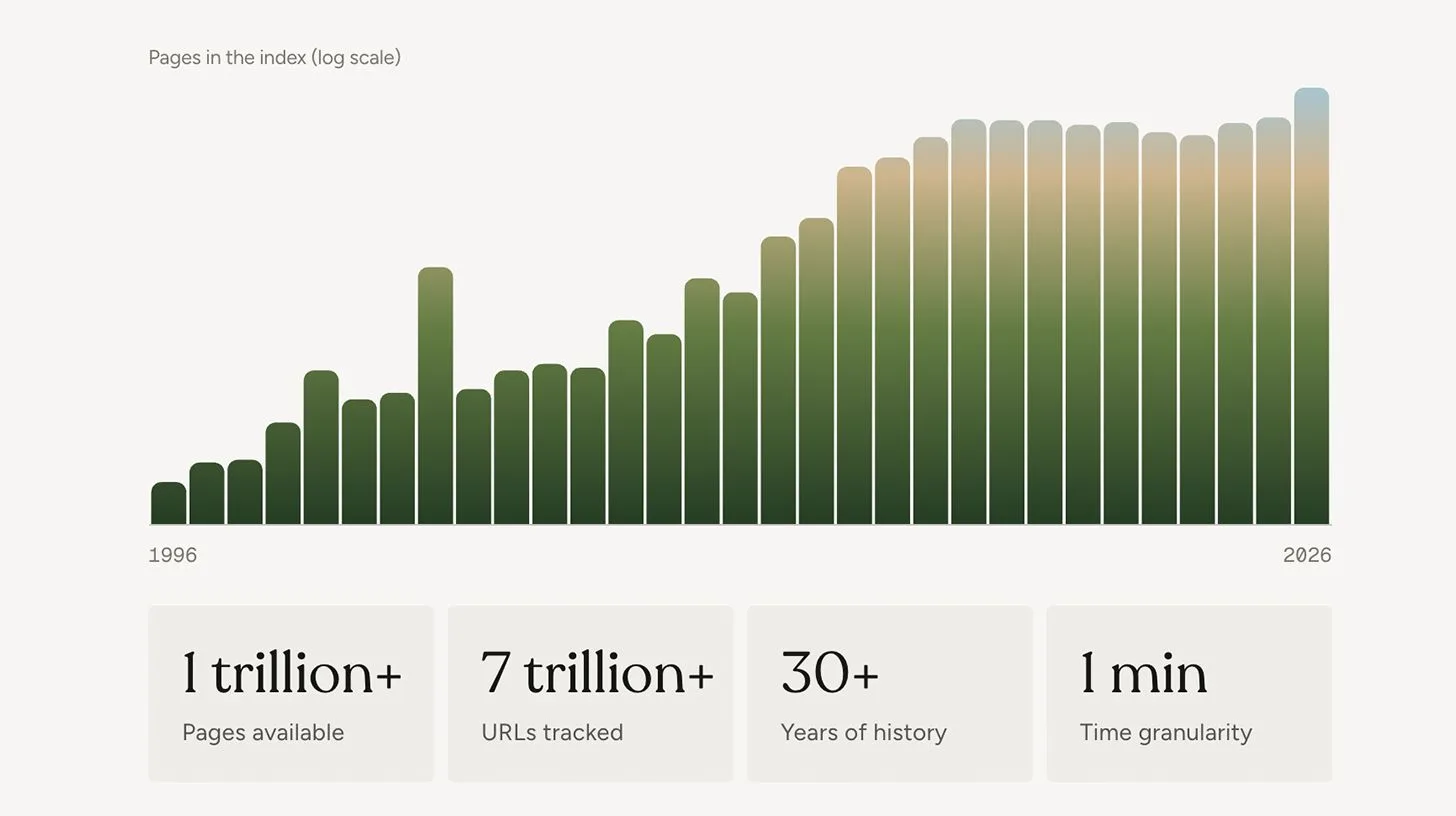 Pages in the index (log scale)
1996
2026
1 trillion+
Pages available
7 trillion+
URLs tracked
30+
Years of history
1 min
Time granularity